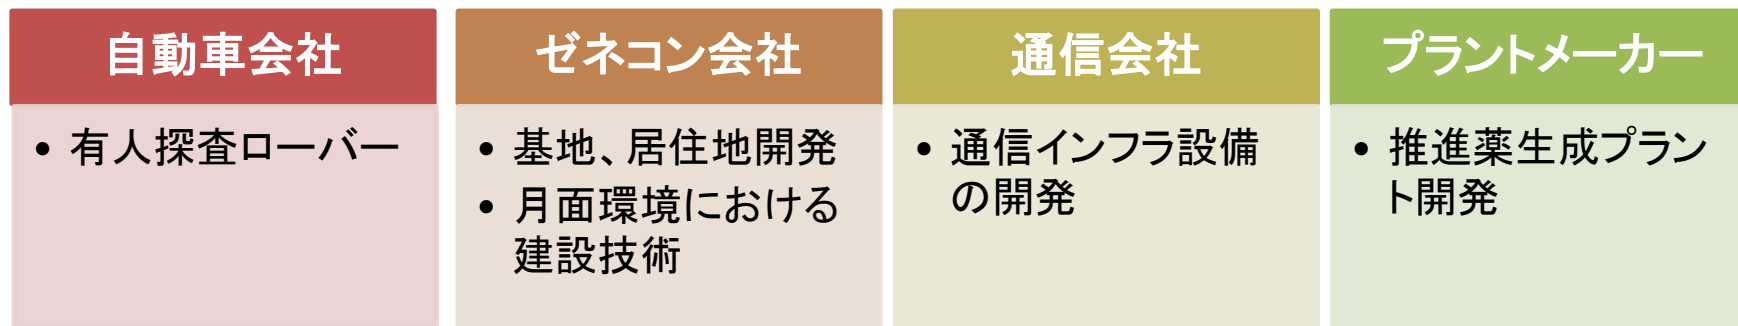 自動車会社
• 有人探査ローバー
ゼネコン会社
• 基地、居住地開発
• 月面環境における
建設技術
通信会社
• 通信インフラ設備
の開発
プラントメーカー
• 推進薬生成プラン
ト開発